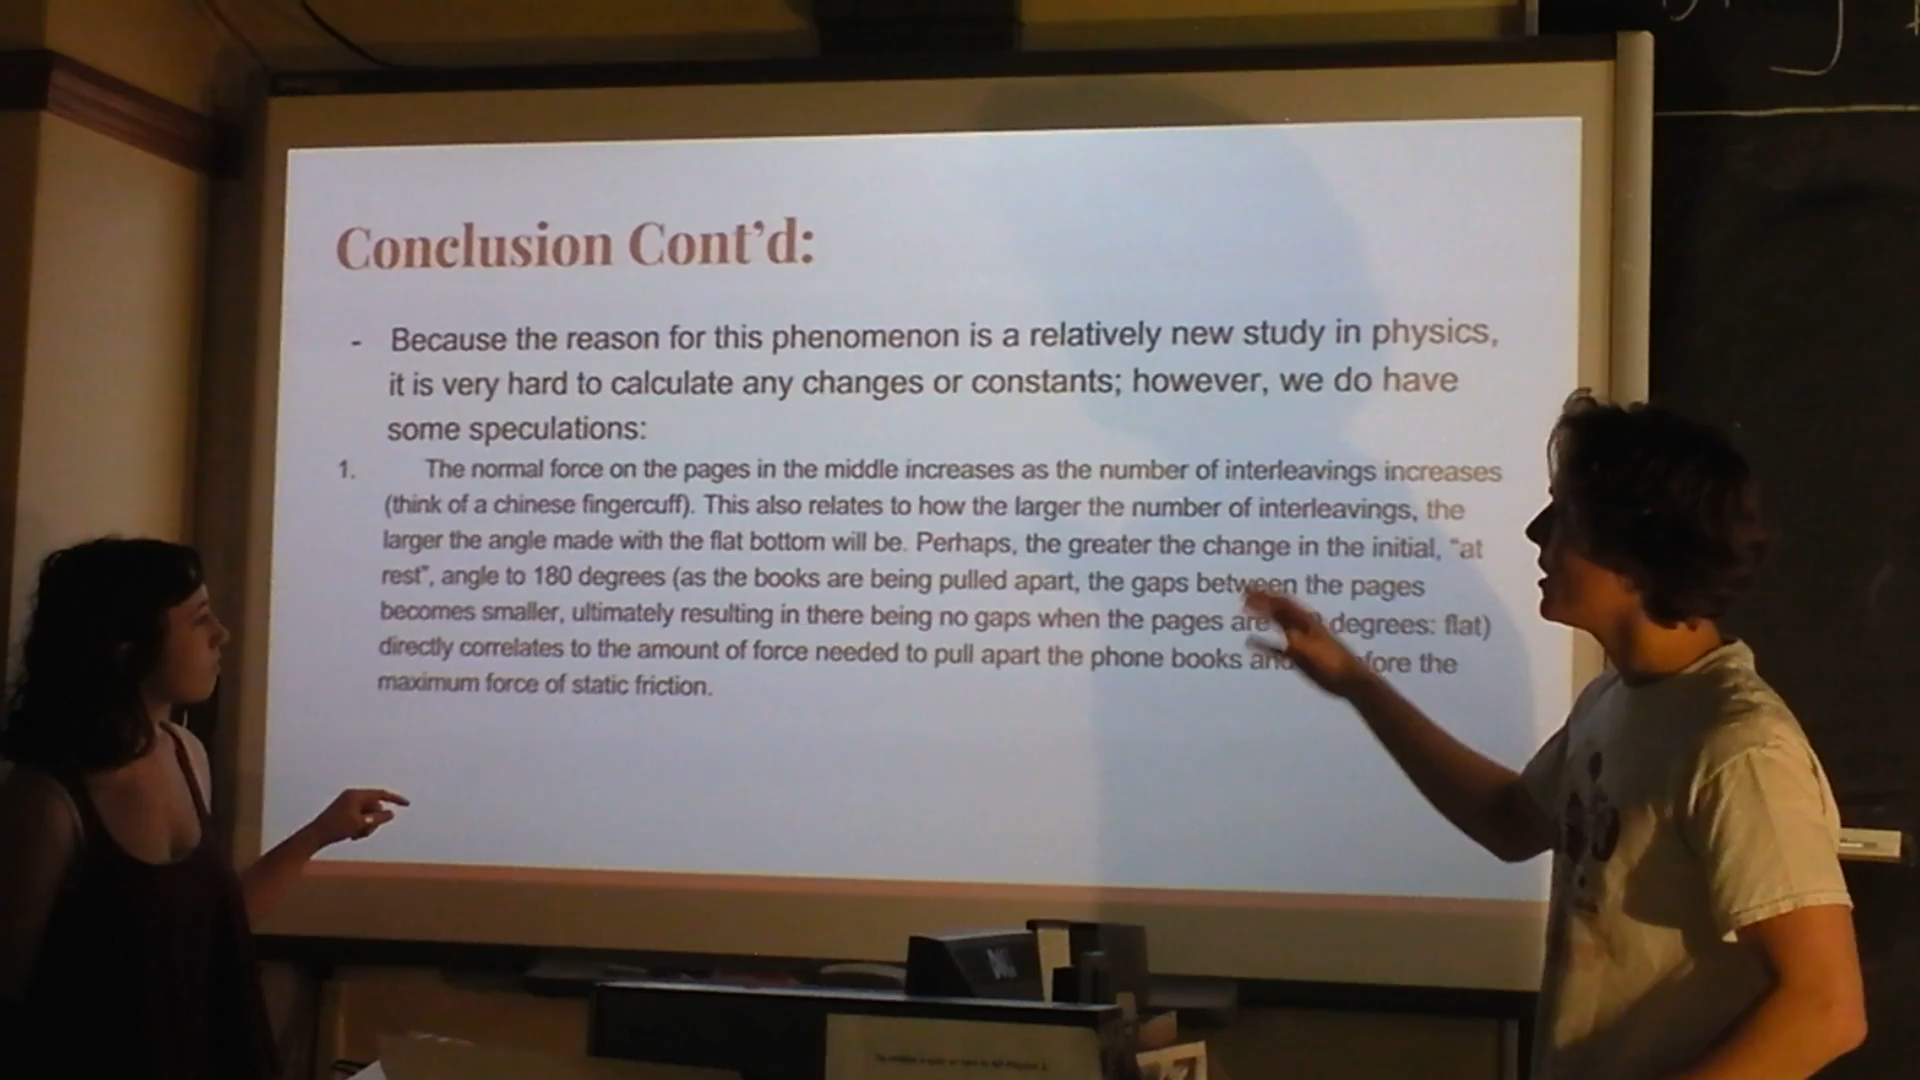 Conclusion Cont'd:
- Because the reason for this phenomenon is a relatively new study in physics,
it is very hard to calculate any changes or constants; however, we do have
some speculations:
1. The normal force on the pages in the middle increases as the number of interleavings increases
(think of a chinese fingercuff). This also relates to how the larger the number of interleavings, the
larger the angle made with the flat bottom will be. Perhaps, the greater the change in the initial, "at
rest", angle to 180 degrees (as the books are being pulled apart, the gaps between the pages
becomes smaller, ultimately resulting in there being no gaps when the pages are degrees: flat)
directly correlates to the amount of force needed to pull apart the phone books the
maximum force of static friction.